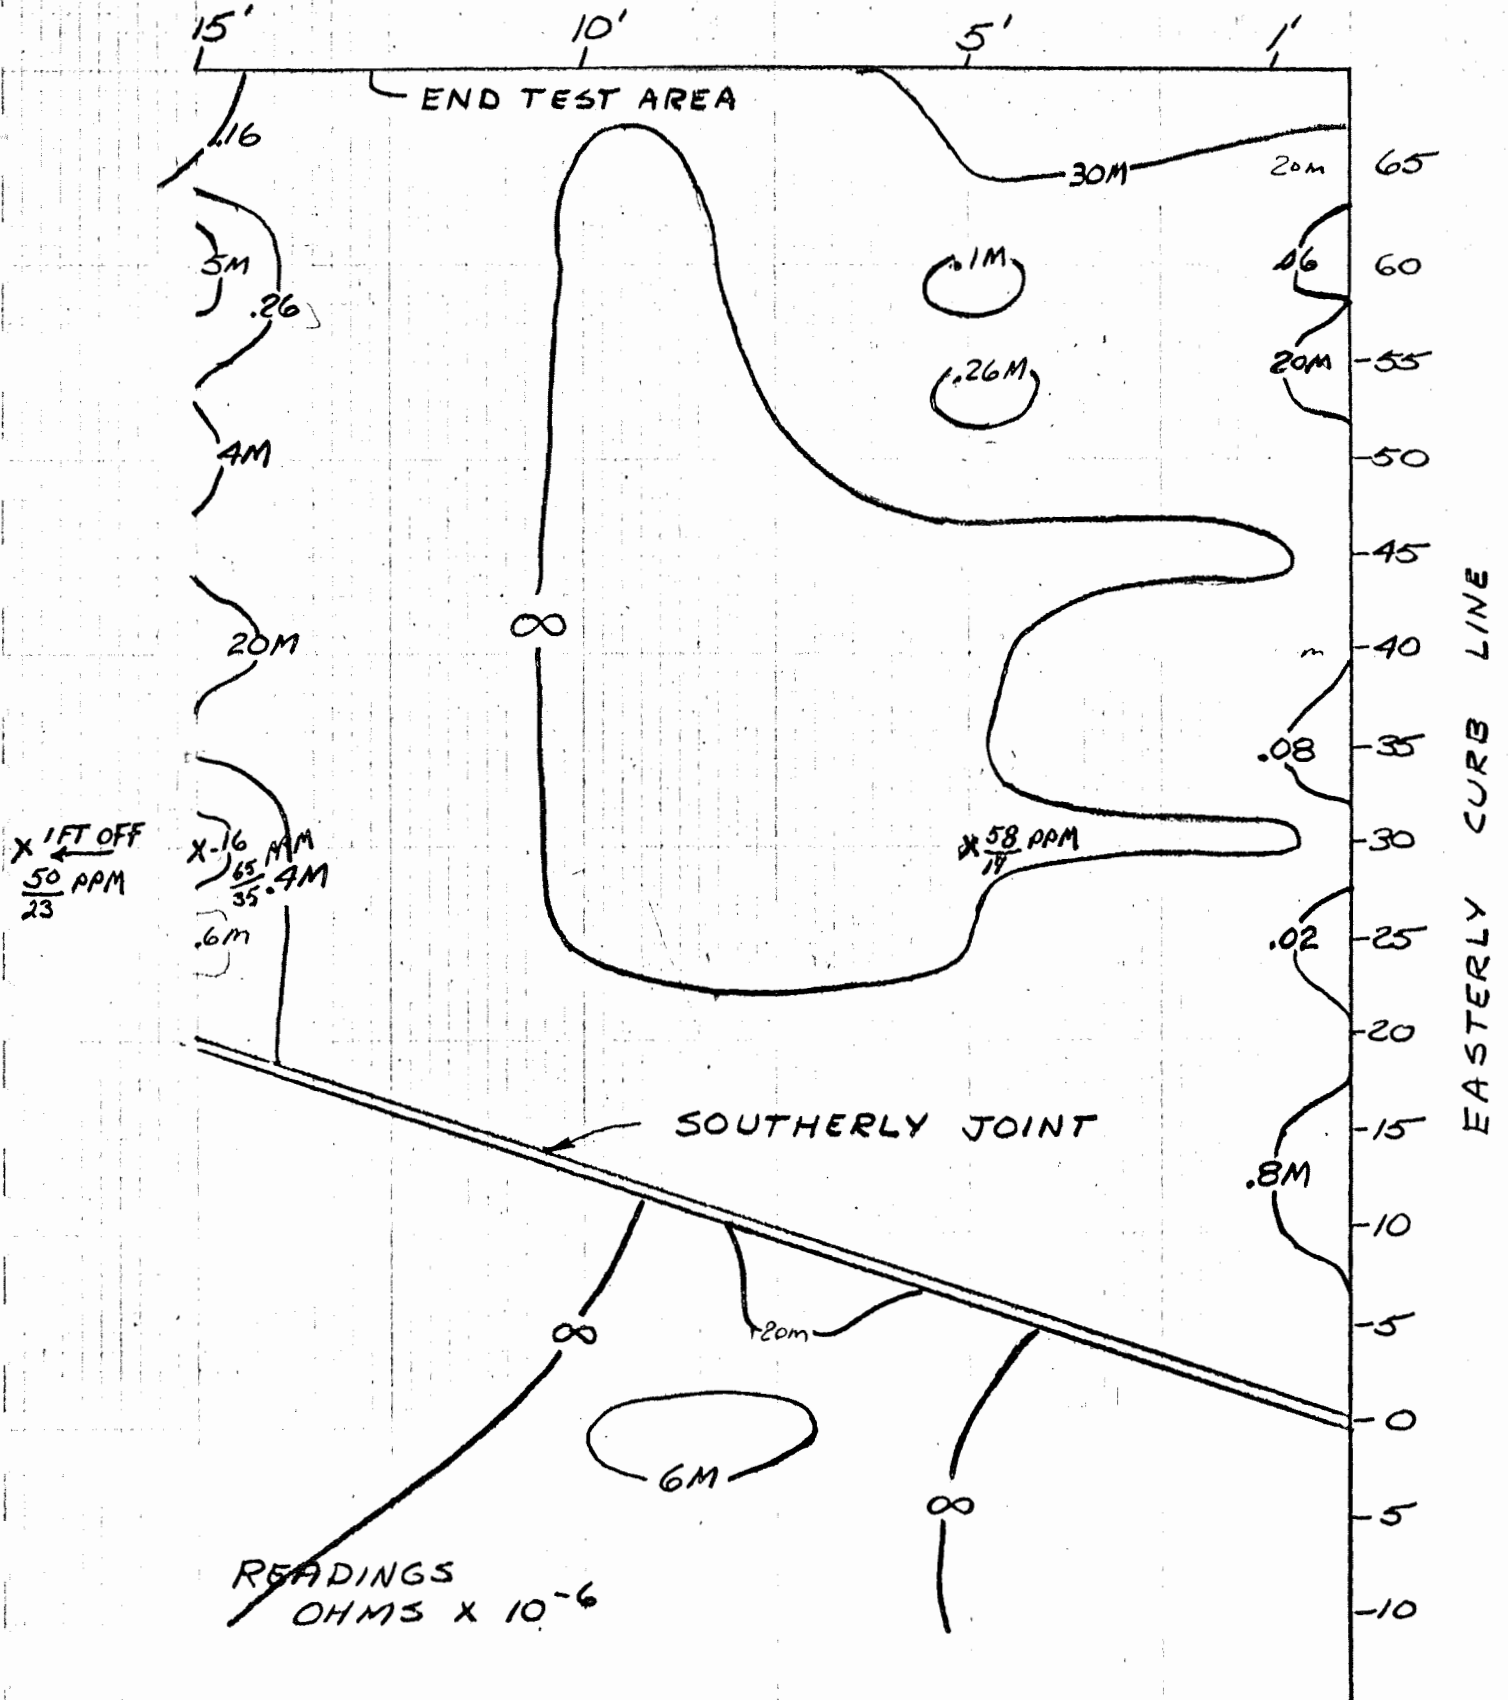 15' 10' 5' 1'
END TEST AREA
.16
30M 20m 65
5M .1M .06 60
.26
20M 55
.26M
4M 50
45
∞
20M m 40
.08 35
X 1FT OFF X-.16 X 58 PPM 30
50 PPM 65 .4M 19
23 35
.6m .02 25
20
SOUTHERLY JOINT 15
.8M
10
∞ 20m 5
0
6M
∞ 5
READINGS
OHMS X 10-6 10
EASTERLY CURB LINE